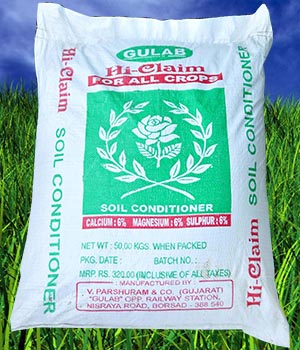 GULAB
Hi-Claim
FOR ALL CROPS
Hi-Claim SOIL CONDITIONER
SOIL CONDITIONER
CALCIUM : 6% MAGNESIUM : 6% SULPHUR : 6%
NET WT : 50.00 KGS. WHEN PACKED
PKG. DATE : BATCH NO. :
MRP. RS. 320.00 (INCLUSIVE OF ALL TAXES)
: MANUFACTURED BY :
V. PARSHURAM & CO. (GUJARAT)
"GULAB" OPP. RAILWAY STATION,
NISRAYA ROAD, BORSAD - 388 540
Hi-Claim SOIL CONDITIONER